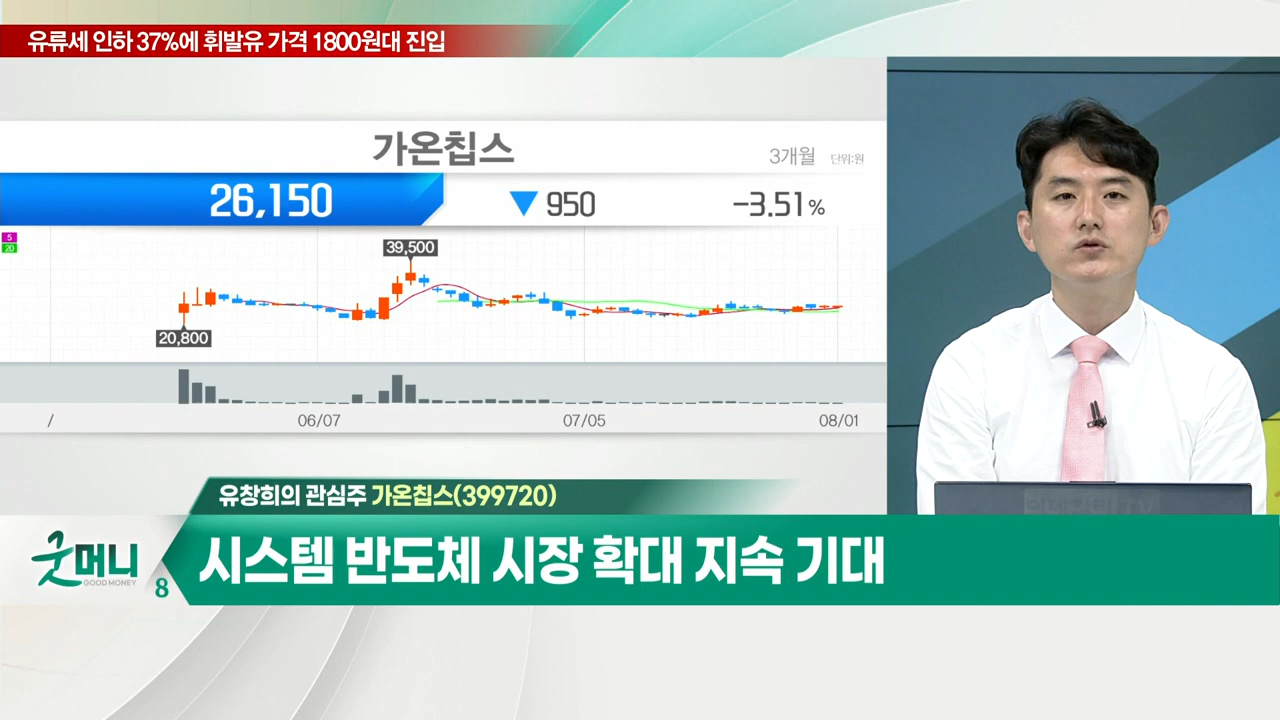 유류세 인하 37%에 휘발유 가격 1800원대 진입
가온칩스
3개월 단위:원
26,150 ▼ 950 -3.51%
5
20
39,500
20,800
/ 06/07 07/05 08/01
유창희의 관심주 가온칩스(399720)
시스템 반도체 시장 확대 지속 기대
굿머니
GOOD MONEY
8